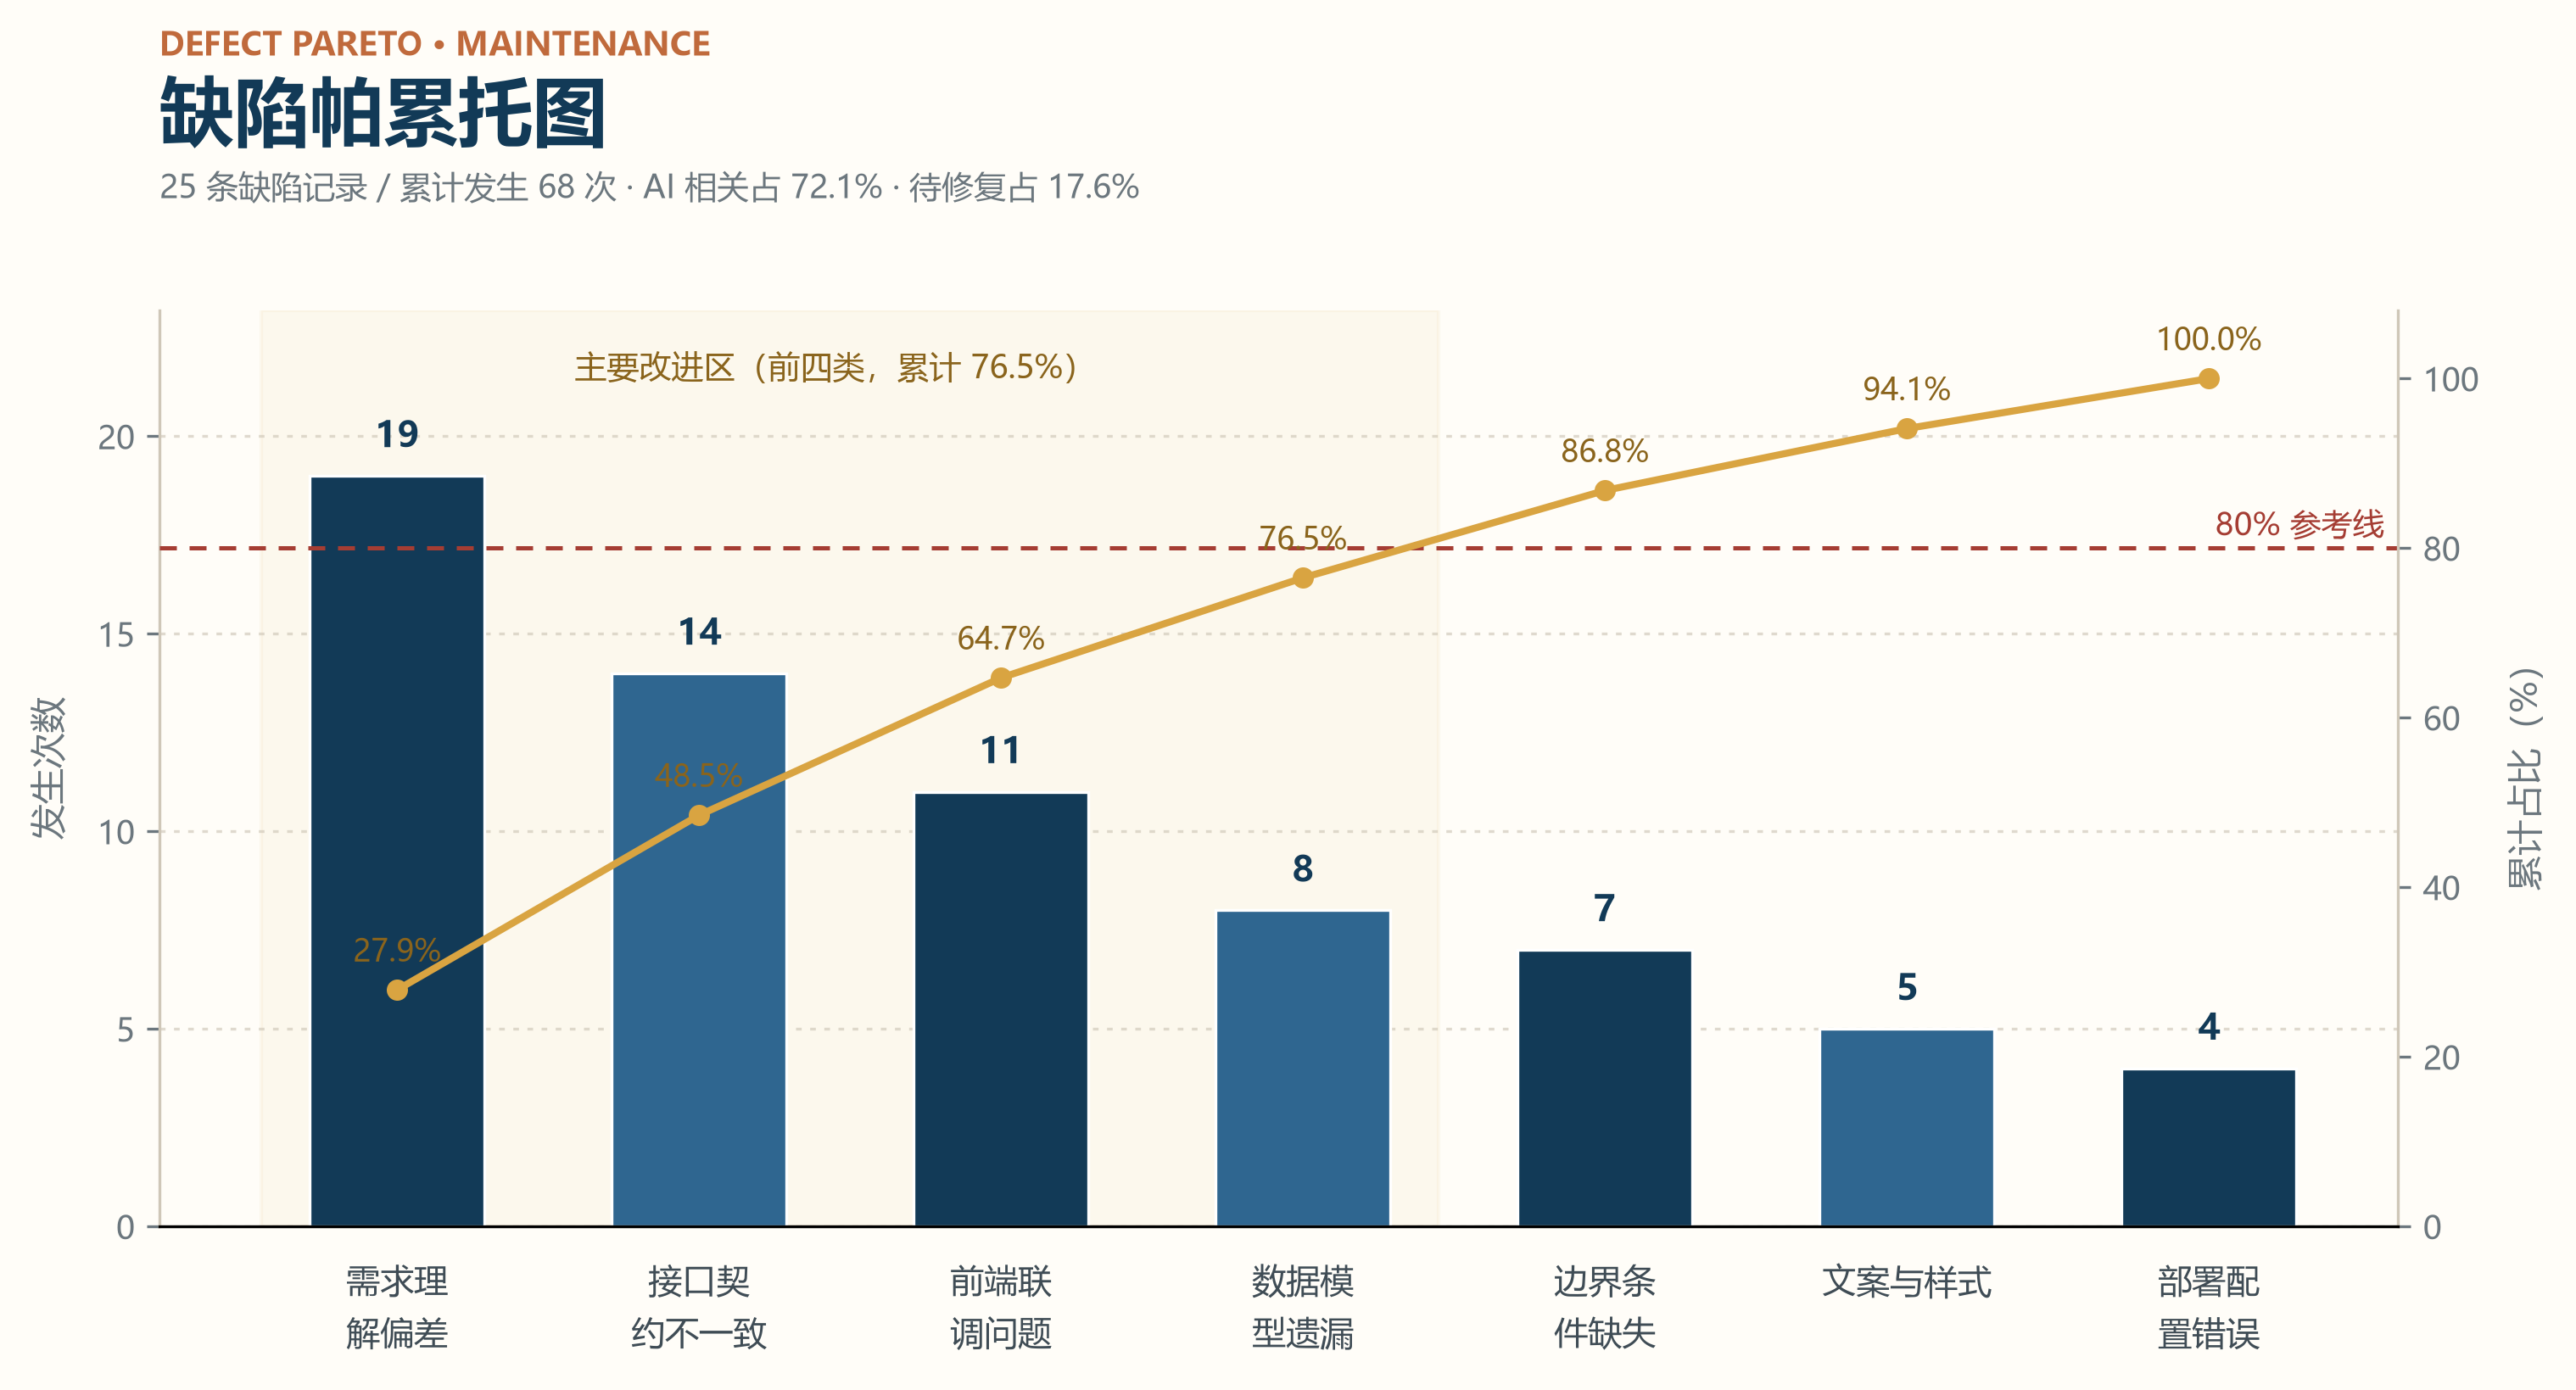 DEFECT PARETO • MAINTENANCE
缺陷帕累托图
25 条缺陷记录 / 累计发生 68 次 · AI 相关占 72.1% · 待修复占 17.6%
主要改进区（前四类，累计 76.5%）
100.0%
94.1%
86.8%
76.5%
64.7%
48.5%
27.9%
80% 参考线
19
14
11
8
7
5
4
发生次数
20
15
10
5
0
累计占比（%）
100
80
60
40
20
0
需求理
解偏差
接口契
约不一致
前端联
调问题
数据模
型遗漏
边界条
件缺失
文案与样式
部署配
置错误